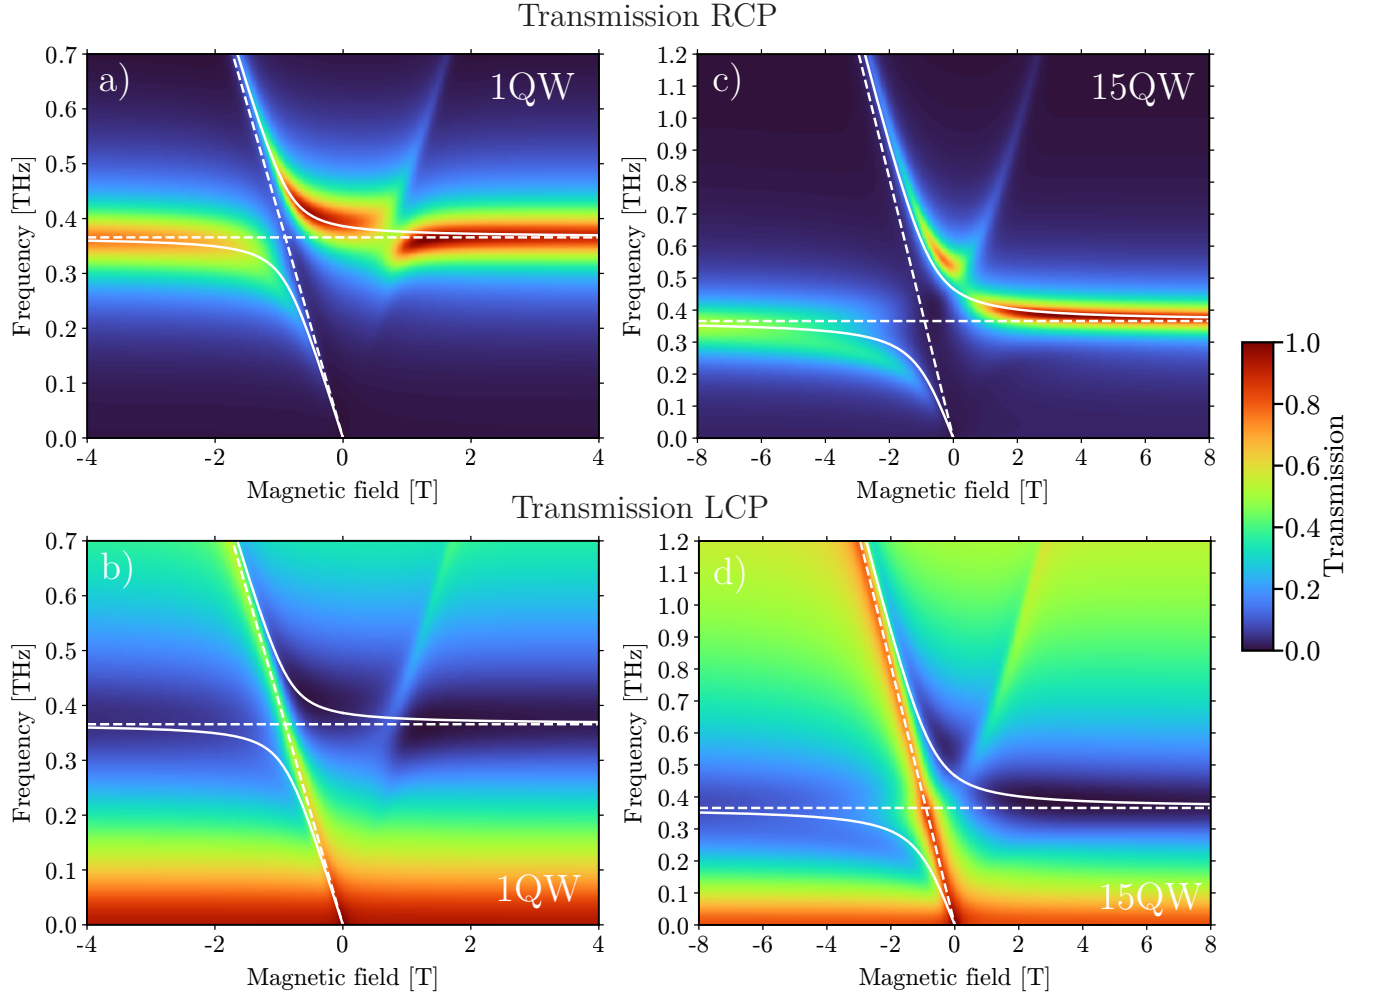 Transmission RCP
a)
1QW
0.7
0.6
0.5
0.4
0.3
0.2
0.1
0.0
Frequency [THz]
-4 -2 0 2 4
Magnetic field [T]
c)
15QW
1.2
1.1
1.0
0.9
0.8
0.7
0.6
0.5
0.4
0.3
0.2
0.1
0.0
Frequency [THz]
-8 -6 -4 -2 0 2 4 6 8
Magnetic field [T]
Transmission LCP
b)
1QW
0.7
0.6
0.5
0.4
0.3
0.2
0.1
0.0
Frequency [THz]
-4 -2 0 2 4
Magnetic field [T]
d)
15QW
1.2
1.1
1.0
0.9
0.8
0.7
0.6
0.5
0.4
0.3
0.2
0.1
0.0
Frequency [THz]
-8 -6 -4 -2 0 2 4 6 8
Magnetic field [T]
1.0
0.8
0.6
0.4
0.2
0.0
Transmission